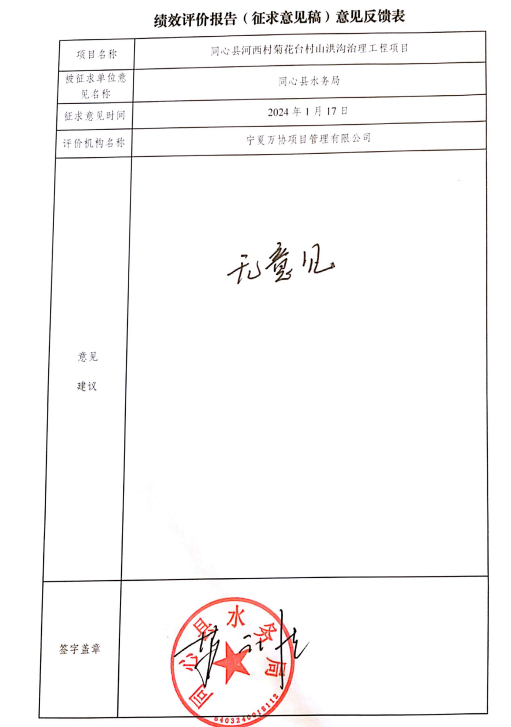 绩效评价报告（征求意见稿）意见反馈表
项目名称
同心县河西村菊花台村山洪沟治理工程项目
被征求单位意
见名称
同心县水务局
征求意见时间
2024 年 1 月 17 日
评价机构名称
宁夏万协项目管理有限公司
意见
建议
无意见
签字盖章
同心县水务局